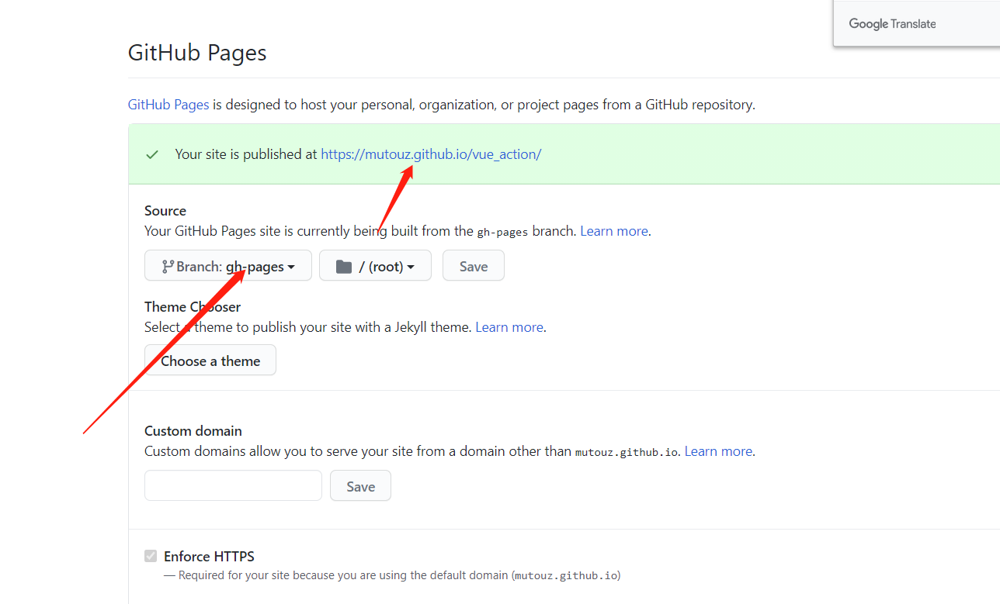 Google Translate
GitHub Pages
GitHub Pages is designed to host your personal, organization, or project pages from a GitHub repository.
Your site is published at https://mutouz.github.io/vue_action/
Source
Your GitHub Pages site is currently being built from the gh-pages branch. Learn more.
Branch: gh-pages
/ (root)
Save
Theme Chooser
Select a theme to publish your site with a Jekyll theme. Learn more.
Choose a theme
Custom domain
Custom domains allow you to serve your site from a domain other than mutouz.github.io. Learn more.
Save
Enforce HTTPS
— Required for your site because you are using the default domain (mutouz.github.io)